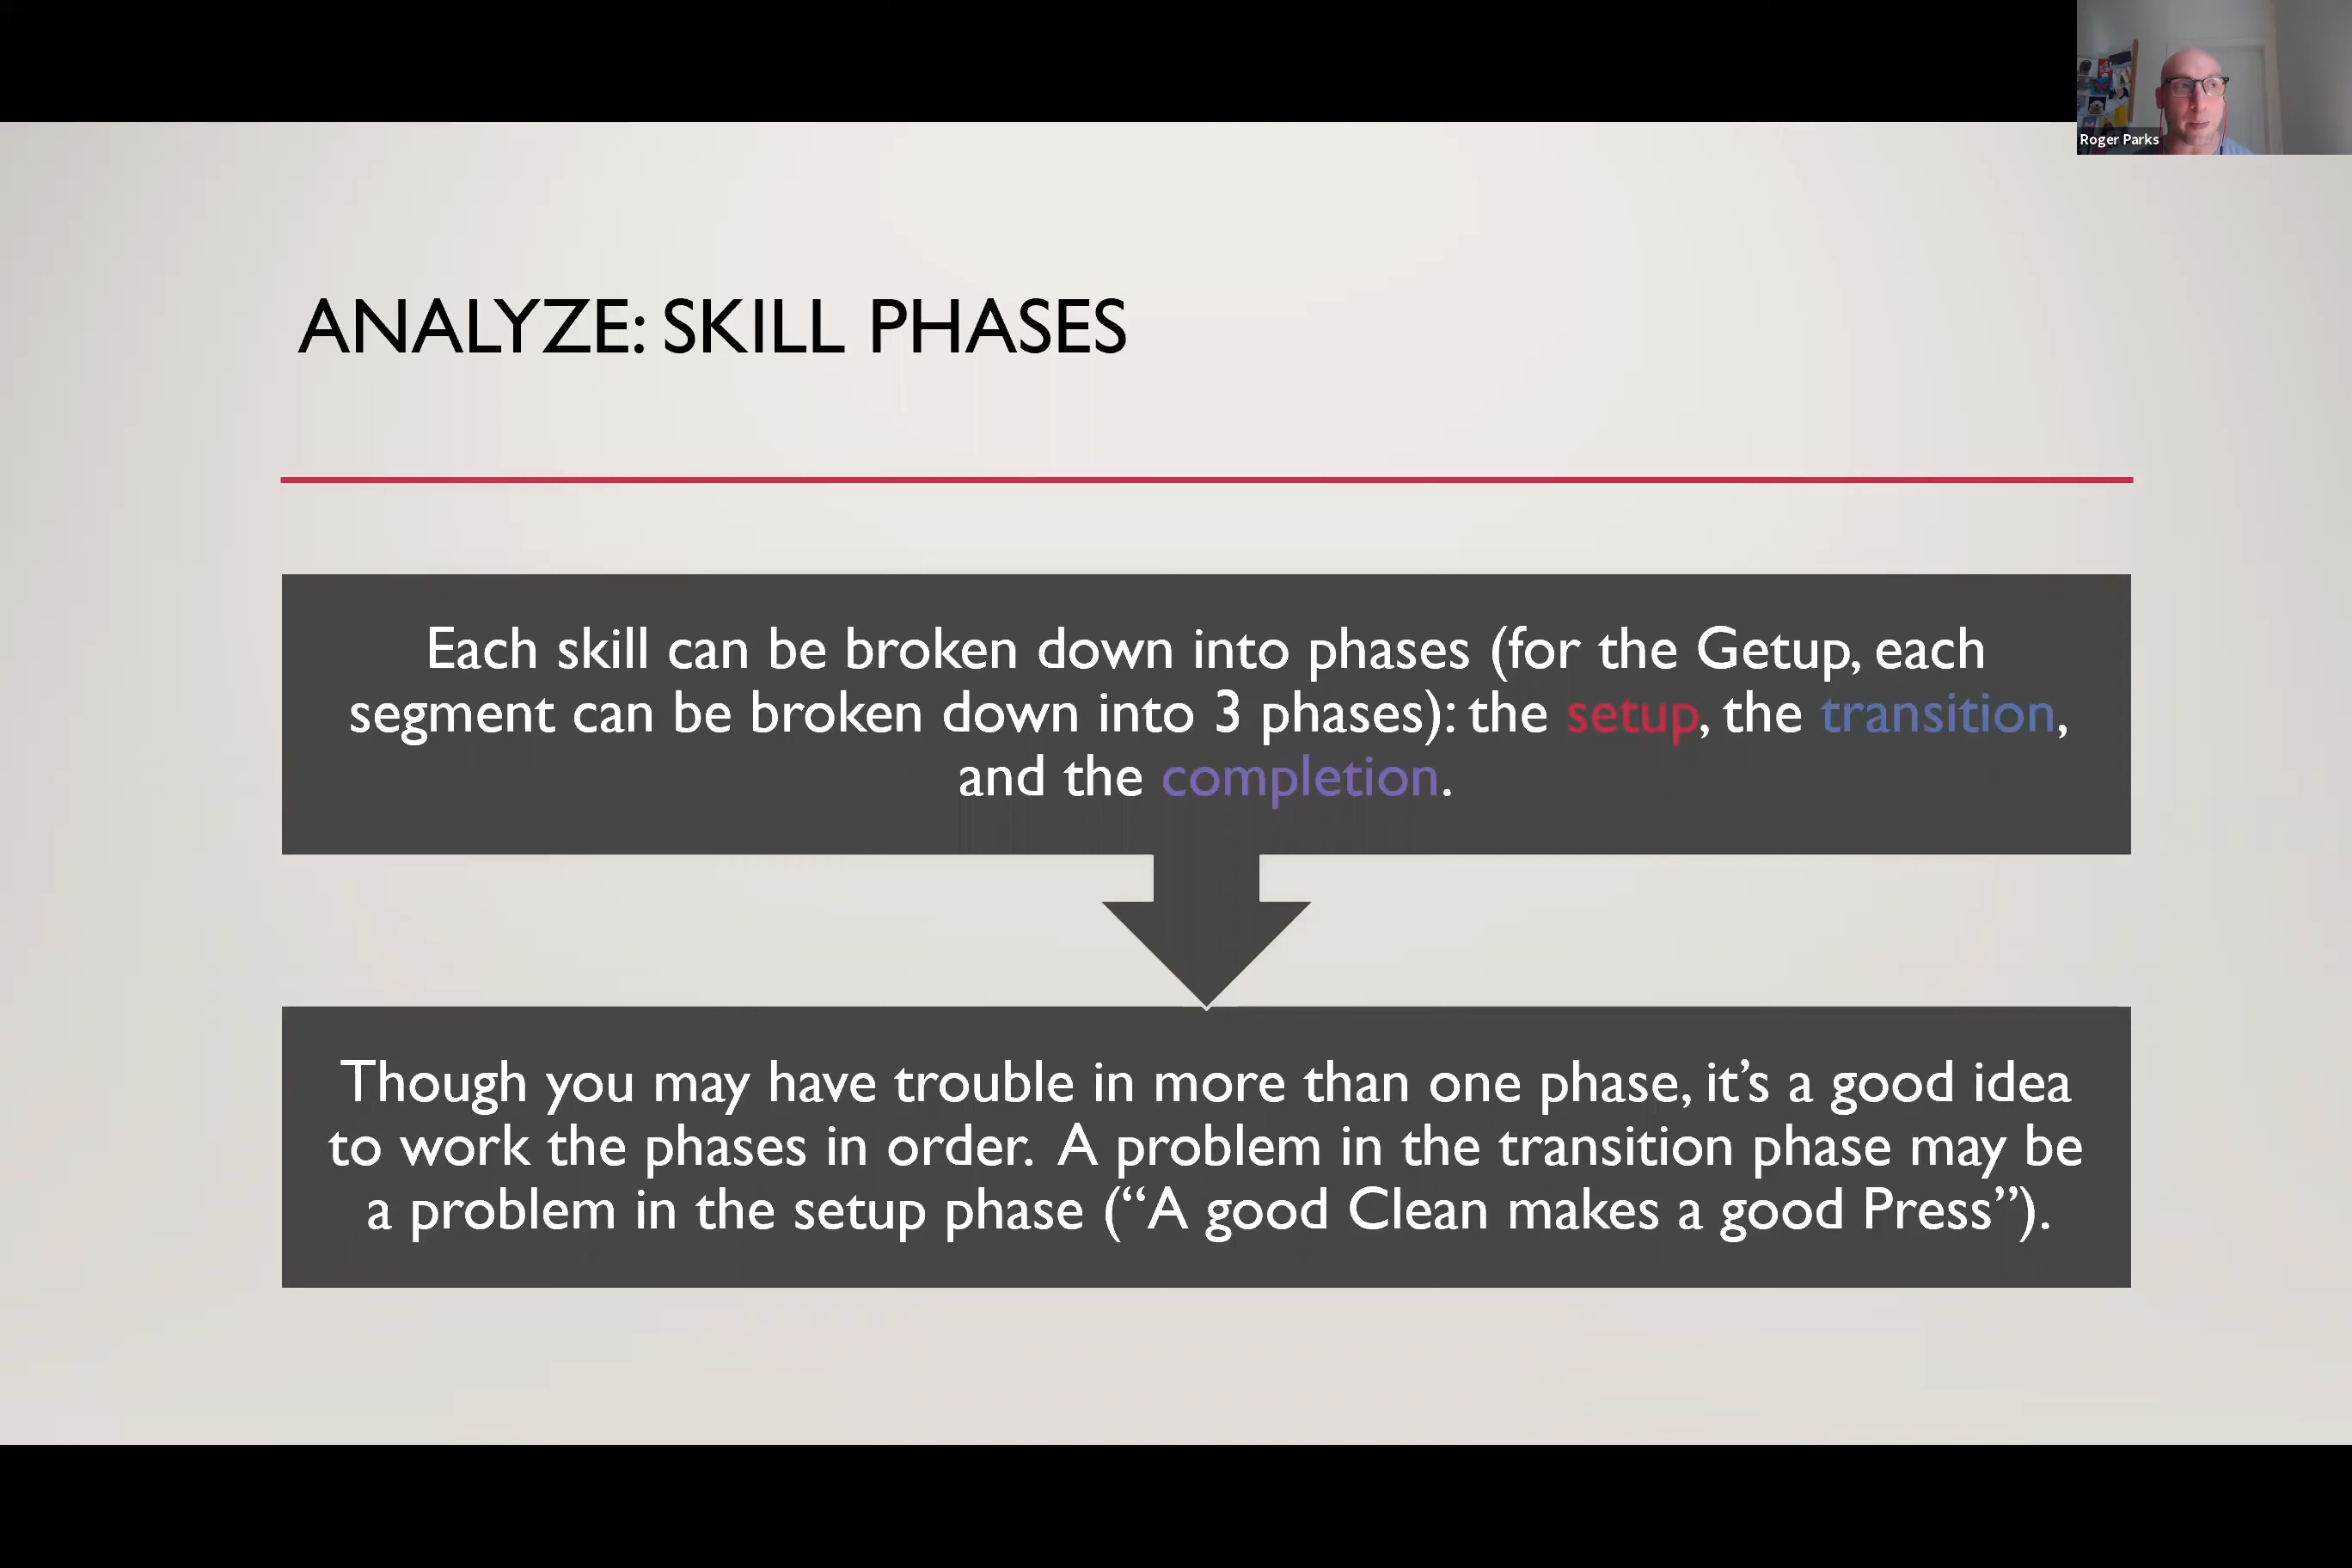 Roger Parks
ANALYZE: SKILL PHASES
Each skill can be broken down into phases (for the Getup, each
segment can be broken down into 3 phases): the setup, the transition,
and the completion.
Though you may have trouble in more than one phase, it’s a good idea
to work the phases in order.  A problem in the transition phase may be
a problem in the setup phase (“A good Clean makes a good Press”).